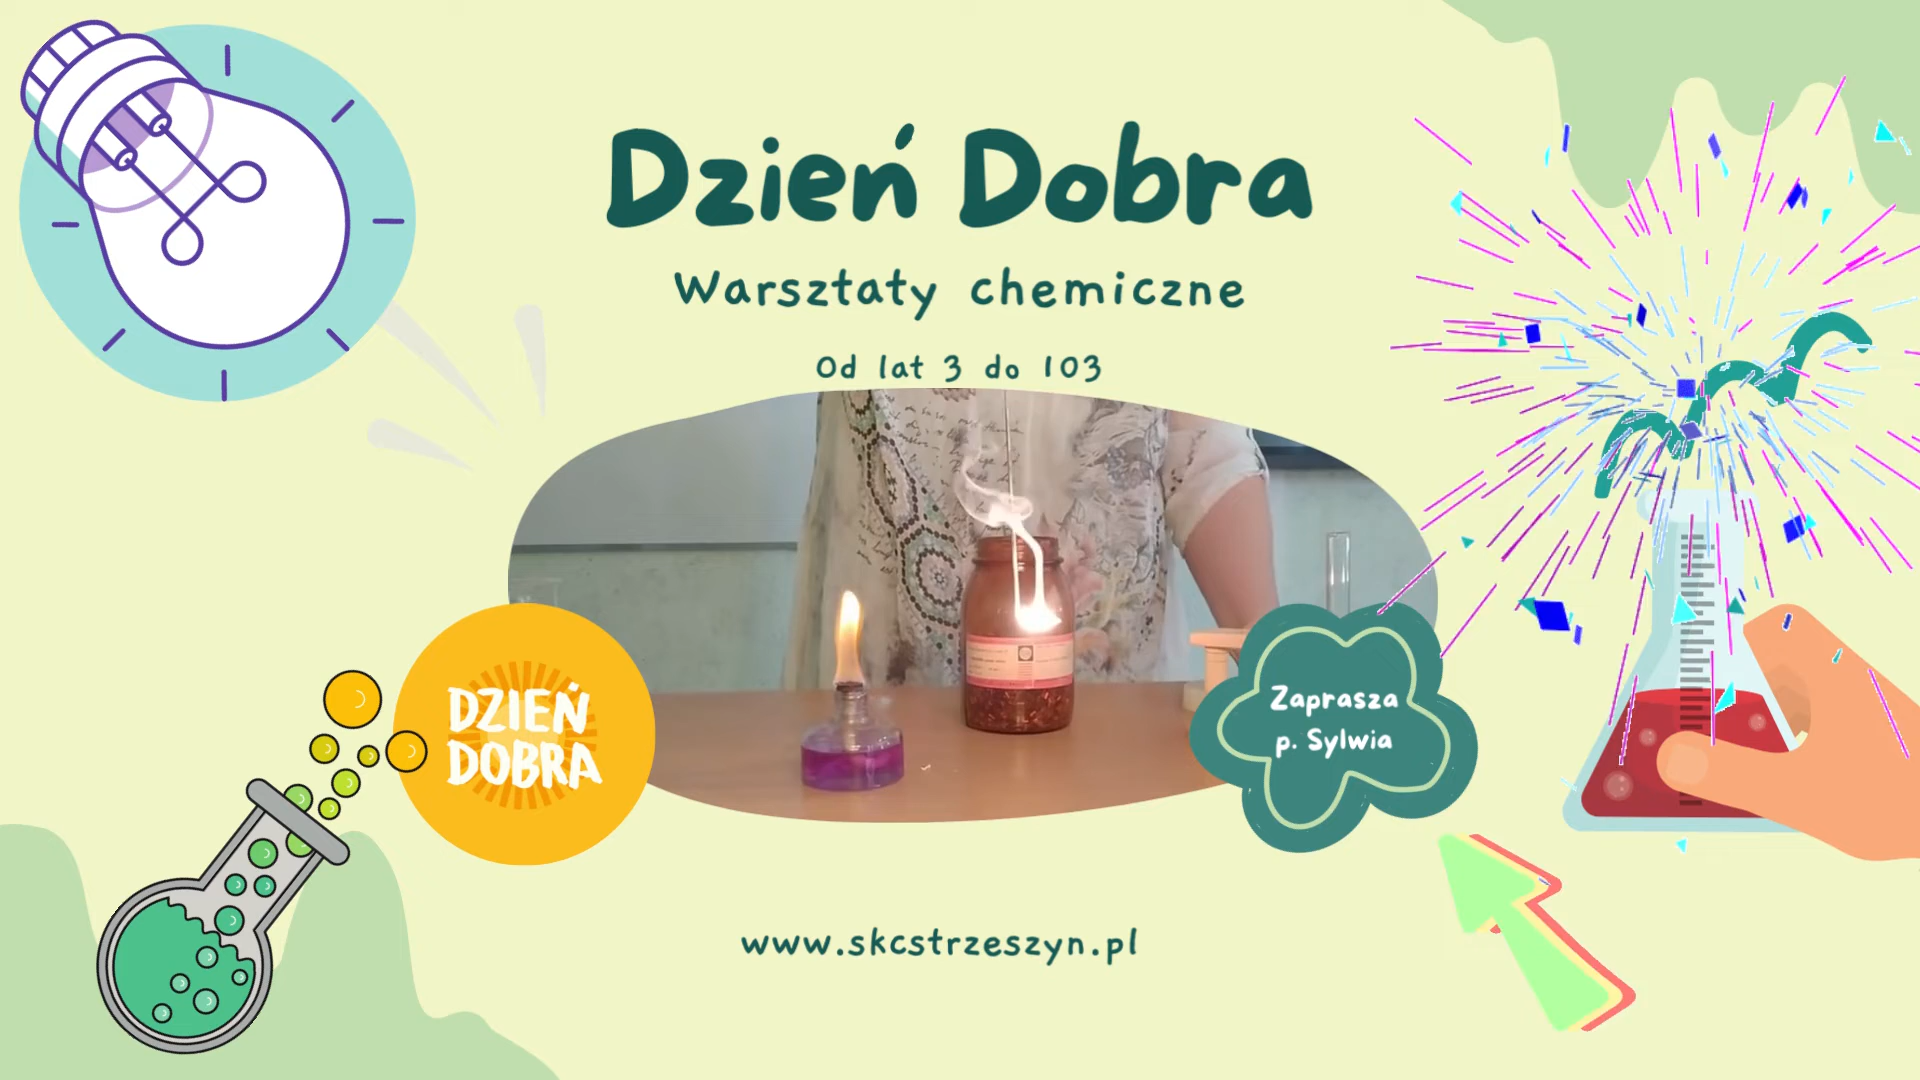 Dzień Dobra
Warsztaty chemiczne
Od lat 3 do 103
DZIEŃ
DOBRA
Zaprasza
p. Sylwia
www.skcstrzeszyn.pl